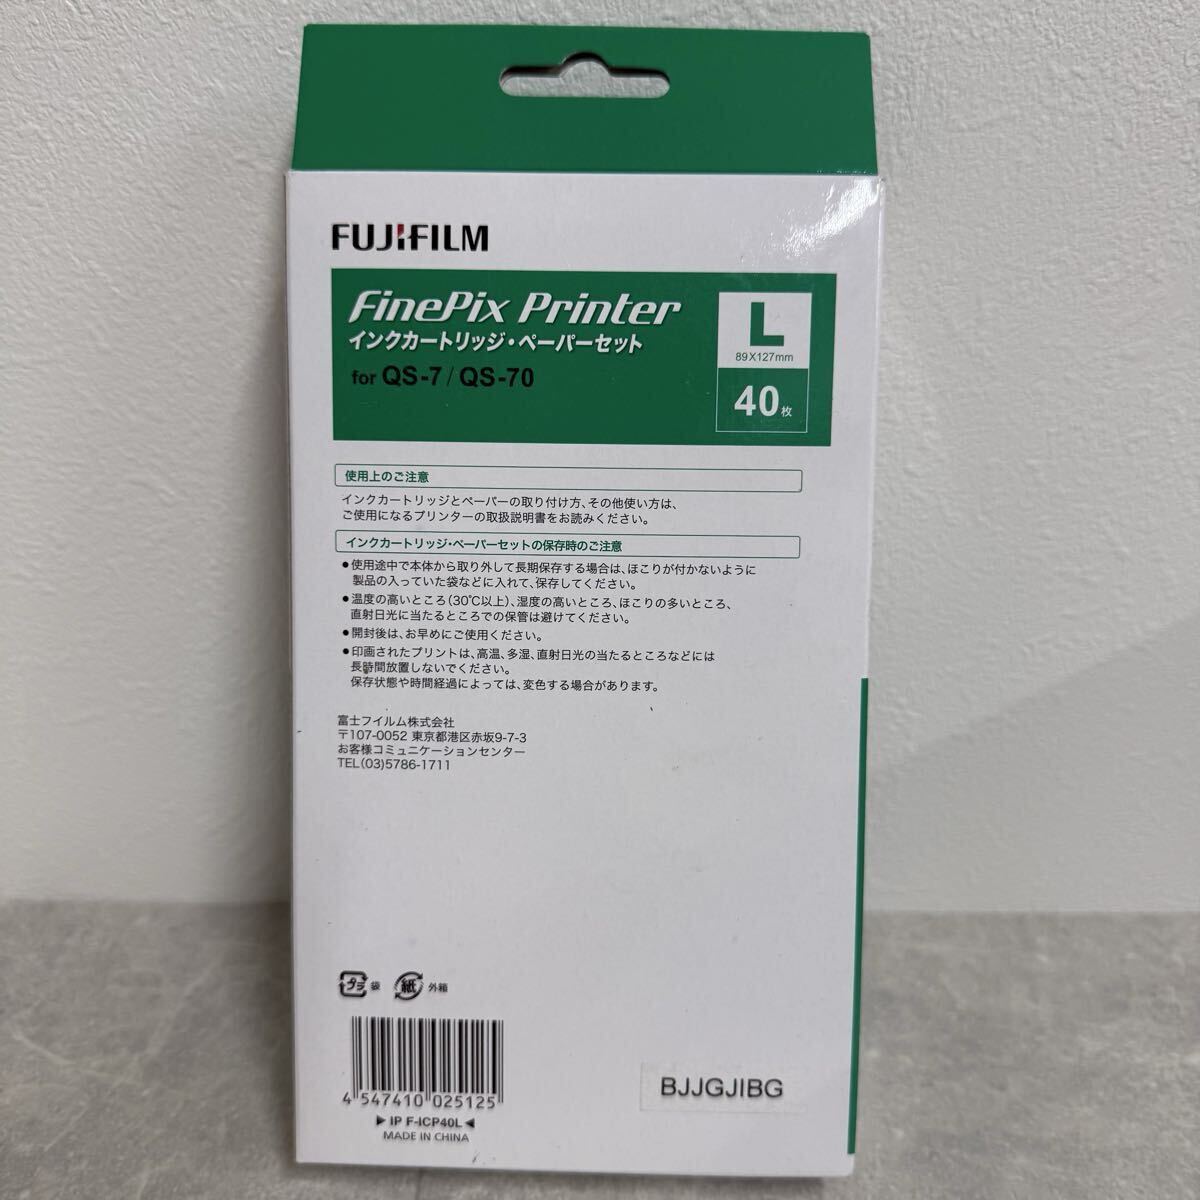 FUJIFILM
FinePix Printer
インクカートリッジ・ペーパーセット
for QS-7 / QS-70
L
89X127mm
40枚
使用上のご注意
インクカートリッジとペーパーの取り付け方、その他使い方は、
ご使用になるプリンターの取扱説明書をお読みください。
インクカートリッジ・ペーパーセットの保存時のご注意
●使用途中で本体から取り外して長期保存する場合は、ほこりが付かないように
製品の入っていた袋などに入れて、保存してください。
●温度の高いところ(30℃以上)、湿度の高いところ、ほこりの多いところ、
直射日光に当たるところでの保管は避けてください。
●開封後は、お早めにご使用ください。
●印画されたプリントは、高温、多湿、直射日光の当たるところなどには
長時間放置しないでください。
保存状態や時間経過によっては、変色する場合があります。
富士フイルム株式会社
〒107-0052 東京都港区赤坂9-7-3
お客様コミュニケーションセンター
TEL(03)5786-1711
プラ 袋 紙 外箱
4 547410 025125
▶ IP F-ICP40L ◀
MADE IN CHINA
BJJGJIBG